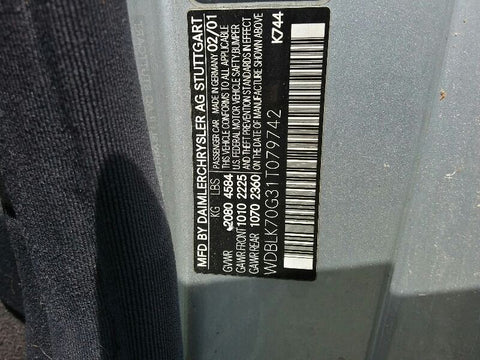 MFD BY DAIMLERCHRYSLER AG STUTTGART
PASSENGER CAR MADE IN GERMANY 02/01
KG LBS THIS VEHICLE CONFORMS TO ALL APPLICABLE
GVWR 2080 4584 U.S. FEDERAL MOTOR VEHICLE SAFETY, BUMPER
GAWR FRONT 1010 2225 AND THEFT PREVENTION STANDARDS IN EFFECT
GAWR REAR 1070 2360 ON THE DATE OF MANUFACTURE SHOWN ABOVE
WDBLK70G31T079742
K744